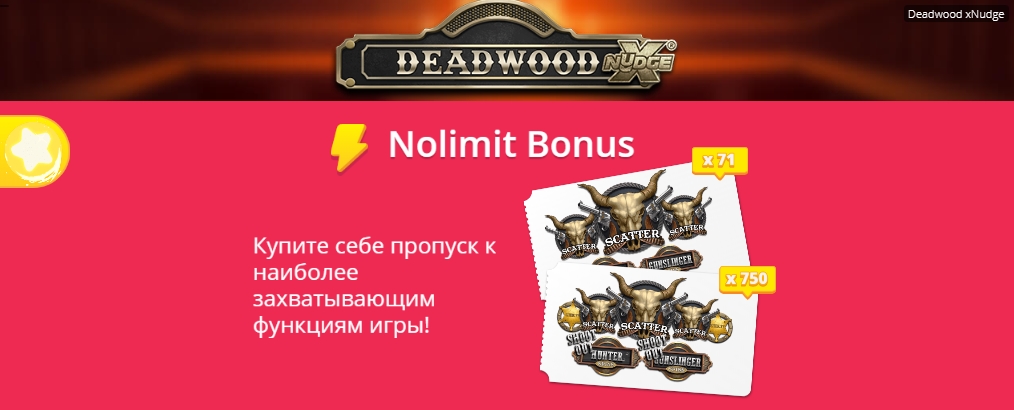 Deadwood xNudge
DEADWOOD xNUDGE
Nolimit Bonus
x 71
SCATTER SCATTER SCATTER
GUNSLINGER
Купите себе пропуск к
наиболее
захватывающим
функциям игры!
x 750
SCATTER SCATTER SCATTER
SHOOT OUT SHOOT OUT
HUNTER GUNSLINGER